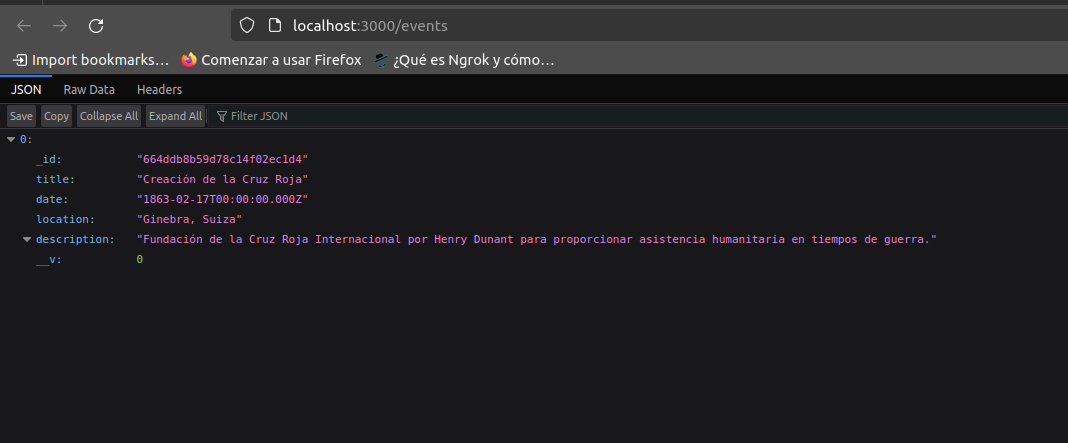 localhost:3000/events
Import bookmarks... Comenzar a usar Firefox ¿Qué es Ngrok y cómo...
JSON Raw Data Headers
Save Copy Collapse All Expand All Filter JSON
0:
_id: "664ddb8b59d78c14f02ec1d4"
title: "Creación de la Cruz Roja"
date: "1863-02-17T00:00:00.000Z"
location: "Ginebra, Suiza"
description: "Fundación de la Cruz Roja Internacional por Henry Dunant para proporcionar asistencia humanitaria en tiempos de guerra."
__v: 0